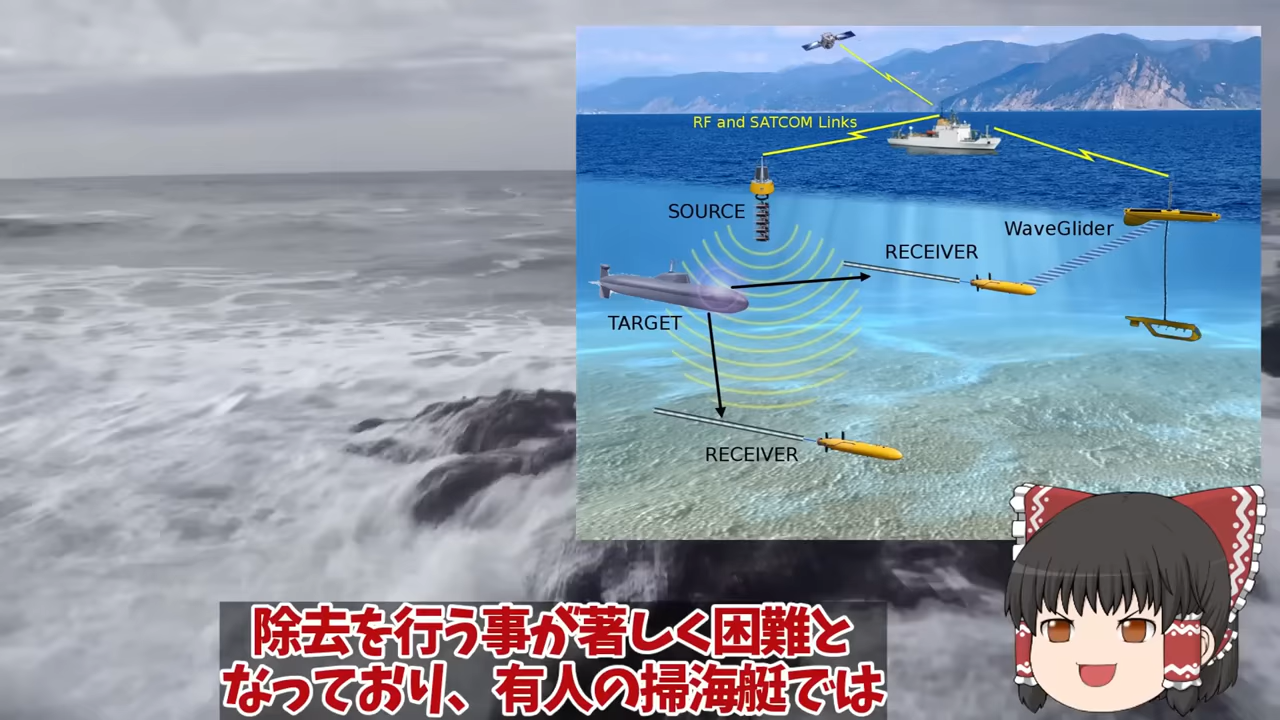 RF and SATCOM Links
SOURCE
WaveGlider
RECEIVER
TARGET
RECEIVER
除去を行う事が著しく困難と
なっており、有人の掃海艇では